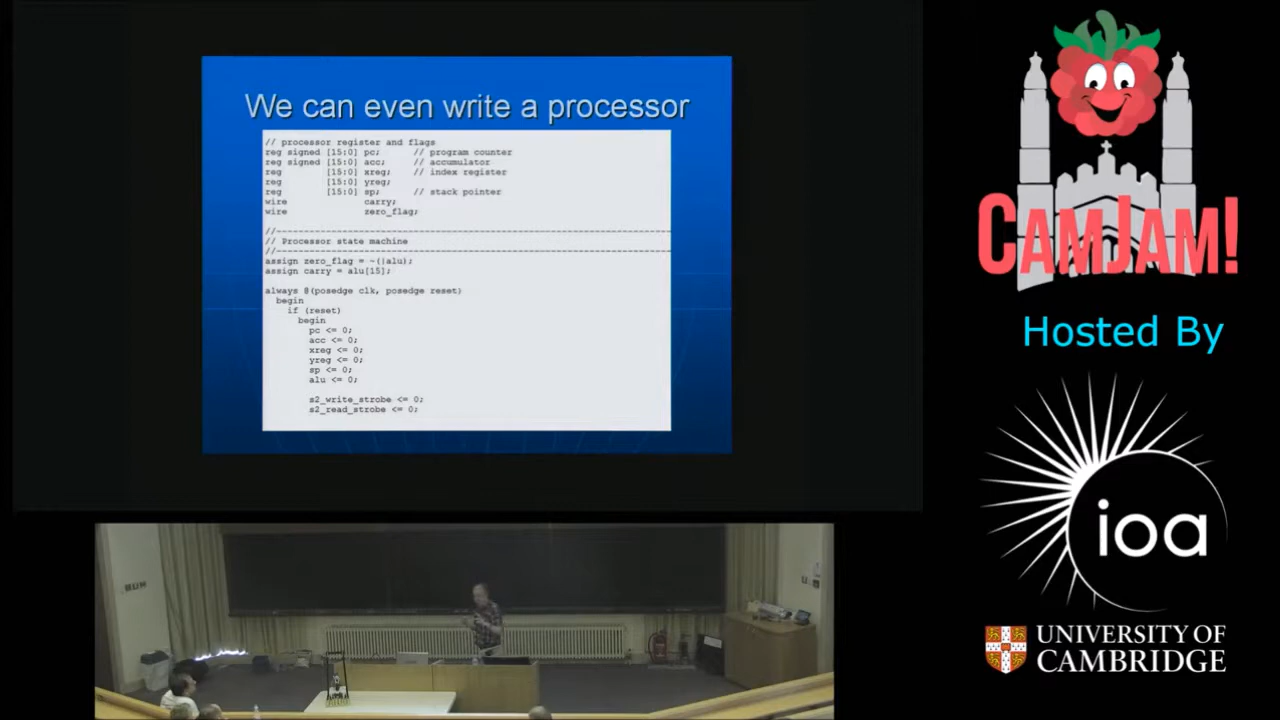 We can even write a processor
// processor register and flags
reg signed [15:0] pc; // program counter
reg signed [15:0] acc; // accumulator
reg [15:0] xreg; // index register
reg [15:0] yreg;
reg [15:0] sp; // stack pointer
wire carry;
wire zero_flag;
//---------------------------------------------------------------------------
// Processor state machine
//---------------------------------------------------------------------------
assign zero_flag = ~(|alu);
assign carry = alu[15];
always @(posedge clk, posedge reset)
begin
if (reset)
begin
pc <= 0;
acc <= 0;
xreg <= 0;
yreg <= 0;
sp <= 0;
alu <= 0;
s2_write_strobe <= 0;
s2_read_strobe <= 0;
CAMJAM!
Hosted By
ioa
UNIVERSITY OF
CAMBRIDGE